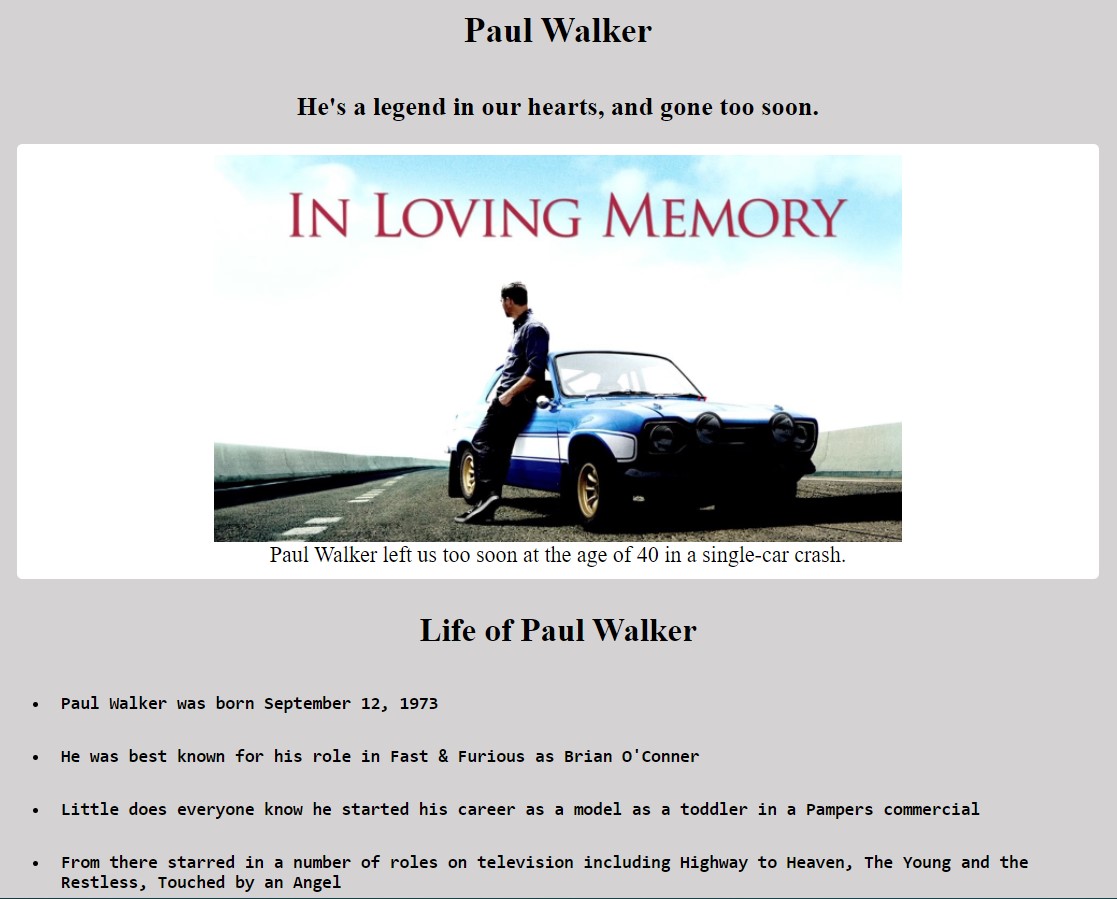 Paul Walker
He's a legend in our hearts, and gone too soon.
IN LOVING MEMORY
Paul Walker left us too soon at the age of 40 in a single-car crash.
Life of Paul Walker
• Paul Walker was born September 12, 1973
• He was best known for his role in Fast & Furious as Brian O'Conner
• Little does everyone know he started his career as a model as a toddler in a Pampers commercial
• From there starred in a number of roles on television including Highway to Heaven, The Young and the
Restless, Touched by an Angel